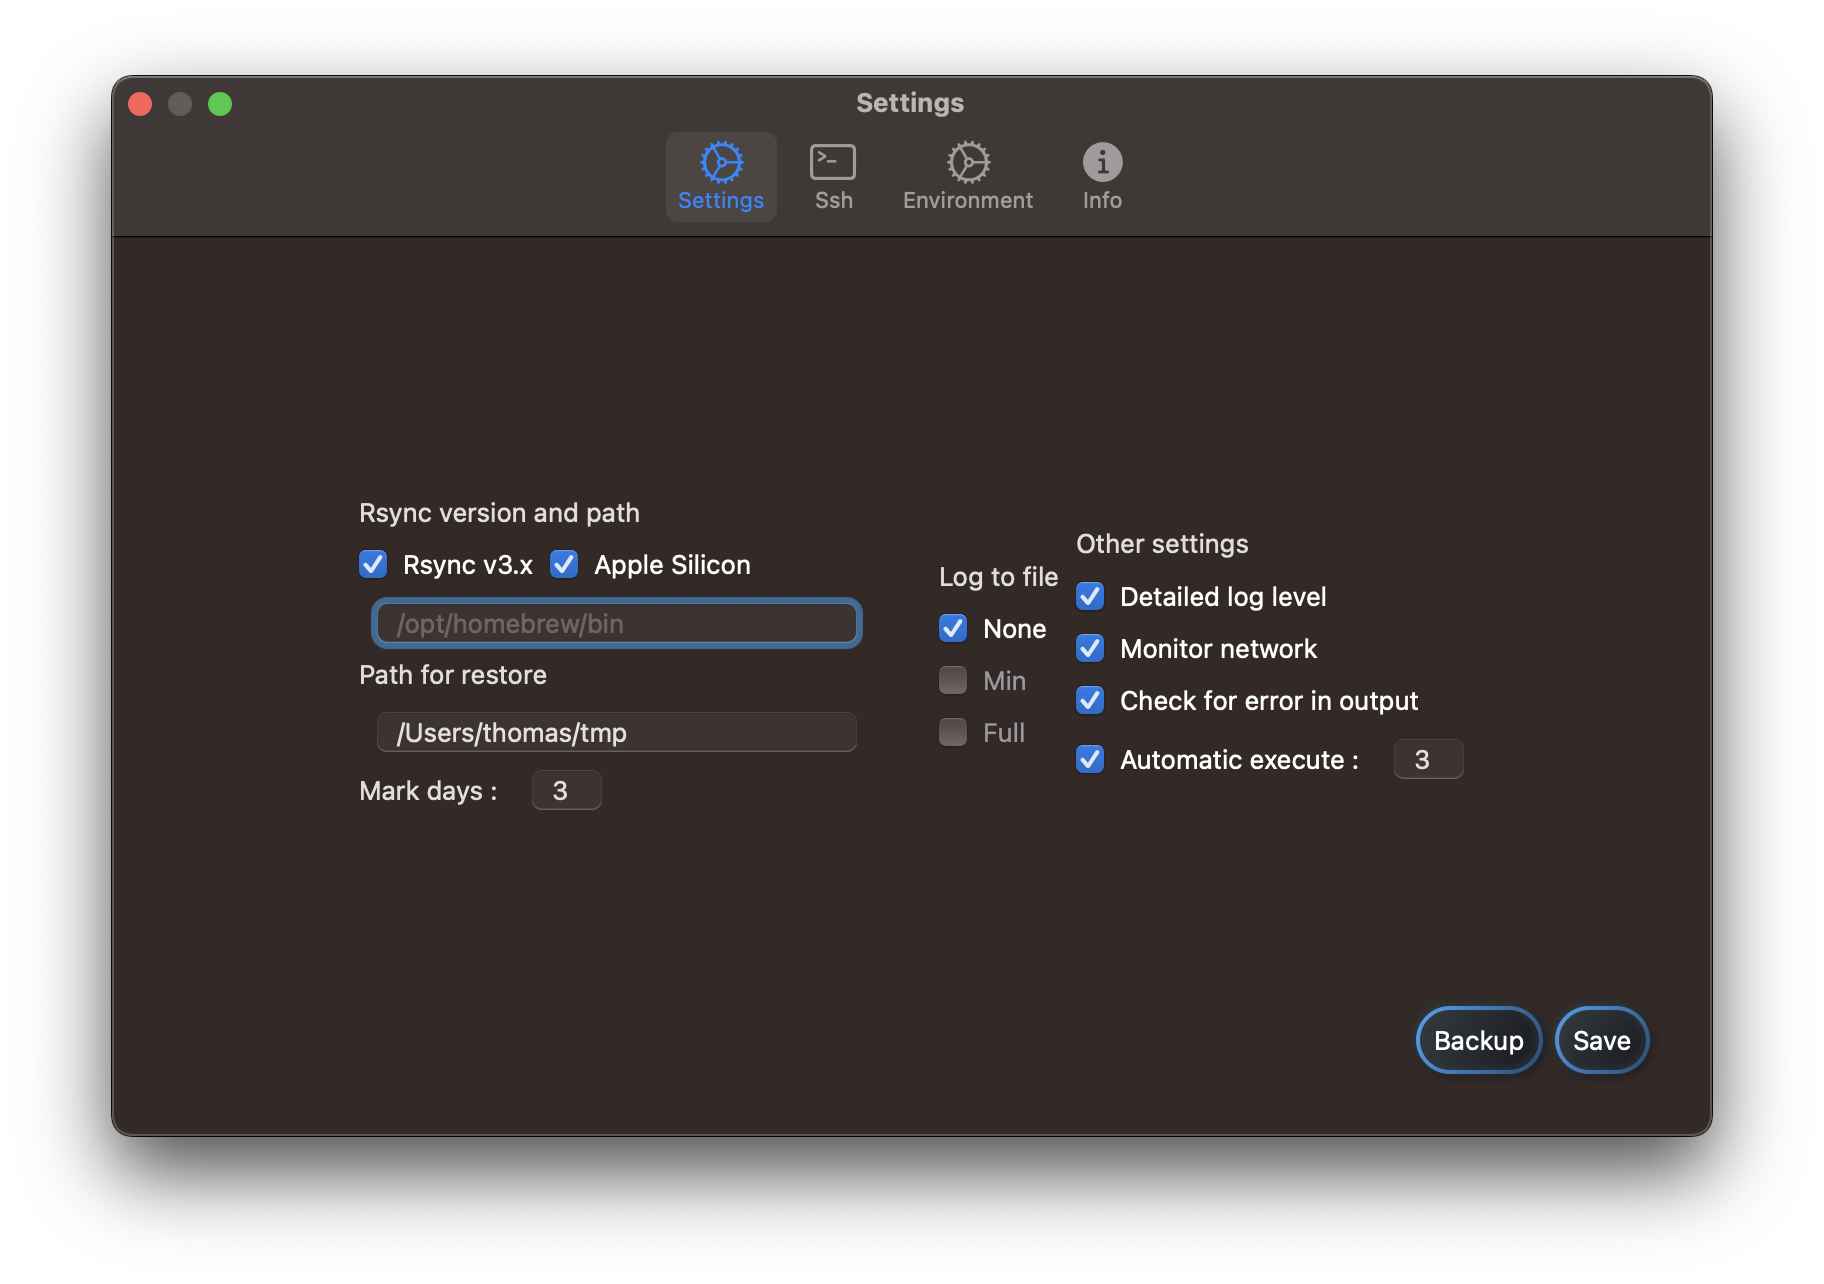 Settings
Settings
Ssh
Environment
Info
Rsync version and path
Rsync v3.x
Apple Silicon
/opt/homebrew/bin
Path for restore
/Users/thomas/tmp
Mark days :
3
Log to file
None
Min
Full
Other settings
Detailed log level
Monitor network
Check for error in output
Automatic execute :
3
Backup
Save